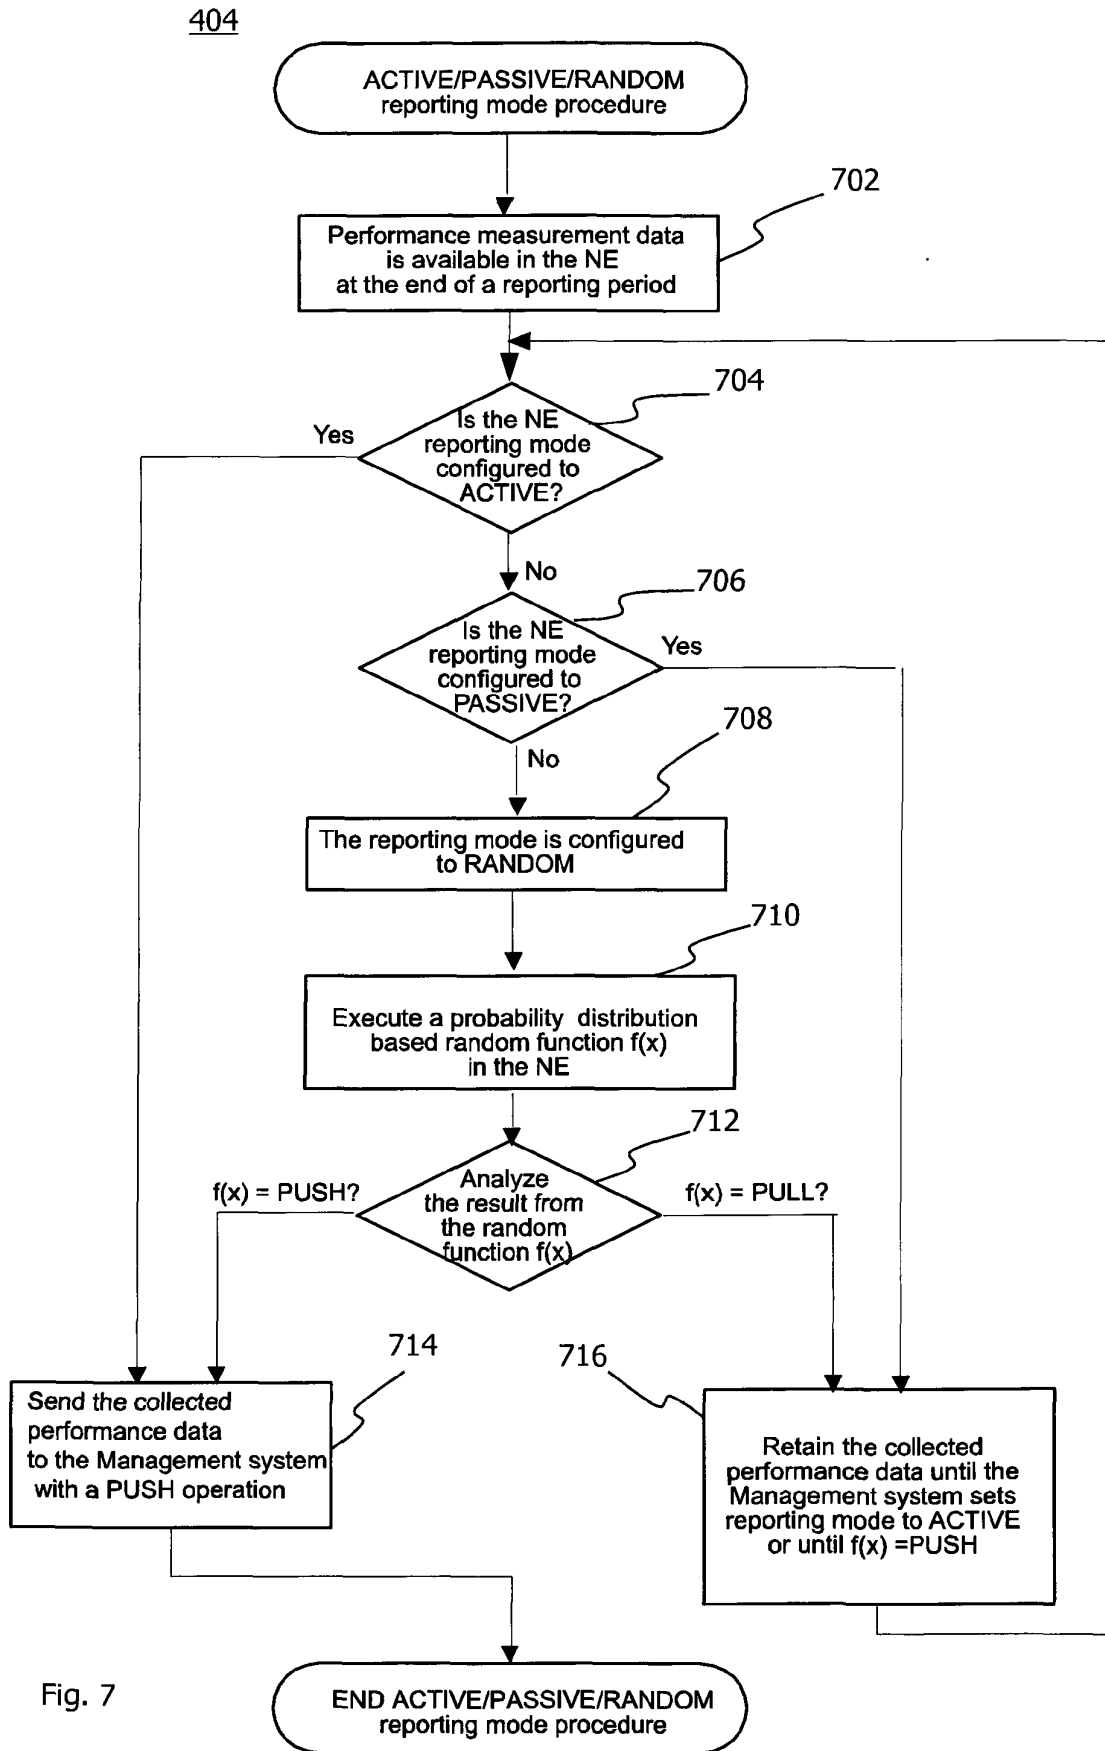 404
ACTIVE/PASSIVE/RANDOM
reporting mode procedure
702
Performance measurement data
is available in the NE
at the end of a reporting period
704
Is the NE
reporting mode
configured to
ACTIVE?
Yes
No
706
Is the NE
reporting mode
configured to
PASSIVE?
Yes
No
708
The reporting mode is configured
to RANDOM
710
Execute a probability distribution
based random function f(x)
in the NE
712
Analyze
the result from
the random
function f(x)
f(x) = PUSH?
f(x) = PULL?
714
Send the collected
performance data
to the Management system
with a PUSH operation
716
Retain the collected
performance data until the
Management system sets
reporting mode to ACTIVE
or until f(x) =PUSH
END ACTIVE/PASSIVE/RANDOM
reporting mode procedure
Fig. 7